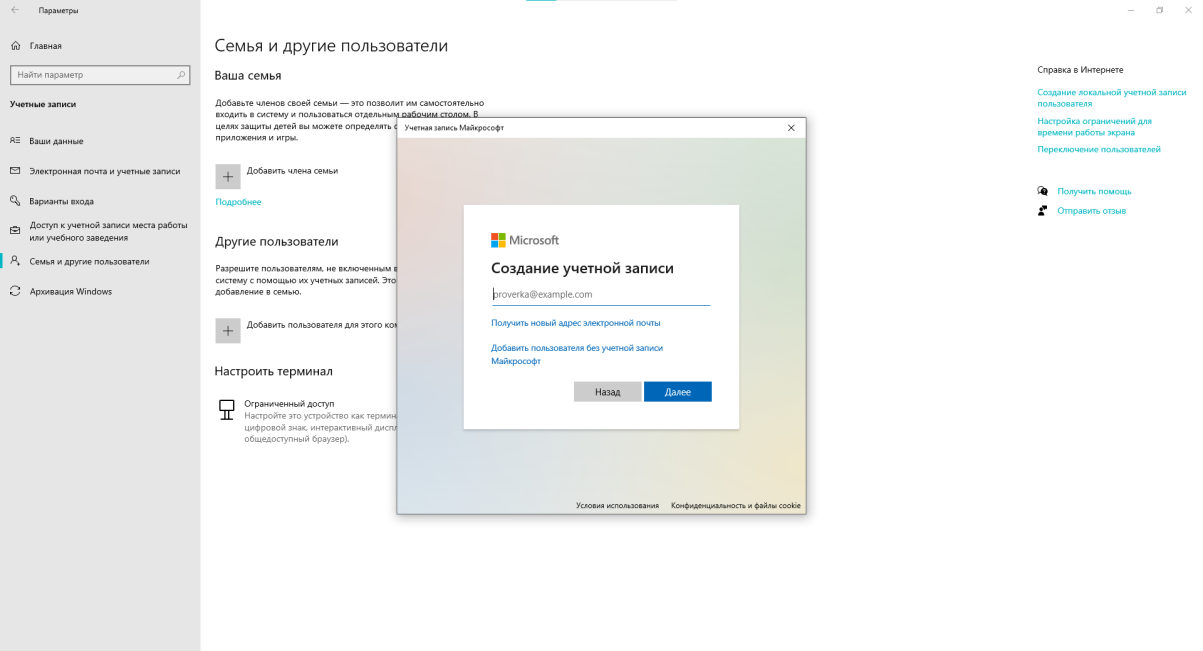 Параметры
Главная
Найти параметр
Учетные записи
Ваши данные
Электронная почта и учетные записи
Варианты входа
Доступ к учетной записи места работы
или учебного заведения
Семья и другие пользователи
Архивация Windows
Семья и другие пользователи
Ваша семья
Добавьте членов своей семьи — это позволит им самостоятельно
входить в систему и пользоваться отдельным рабочим столом. В
целях защиты детей вы можете определять
приложения и игры.
Добавить члена семьи
Подробнее
Другие пользователи
Разрешите пользователям, не включенным
систему с помощью их учетных записей. Это
добавление в семью.
Добавить пользователя для этого
Настроить терминал
Ограниченный доступ
Настройте это устройство как
цифровой знак, интерактивный
общедоступный браузер).
Учетная запись Майкрософт
Microsoft
Создание учетной записи
proverka@example.com
Получить новый адрес электронной почты
Добавить пользователя без учетной записи
Майкрософт
Назад
Далее
Условия использования
Конфиденциальность и файлы cookie
Справка в Интернете
Создание локальной учетной записи
пользователя
Настройка ограничений для
времени работы экрана
Переключение пользователей
Получить помощь
Отправить отзыв